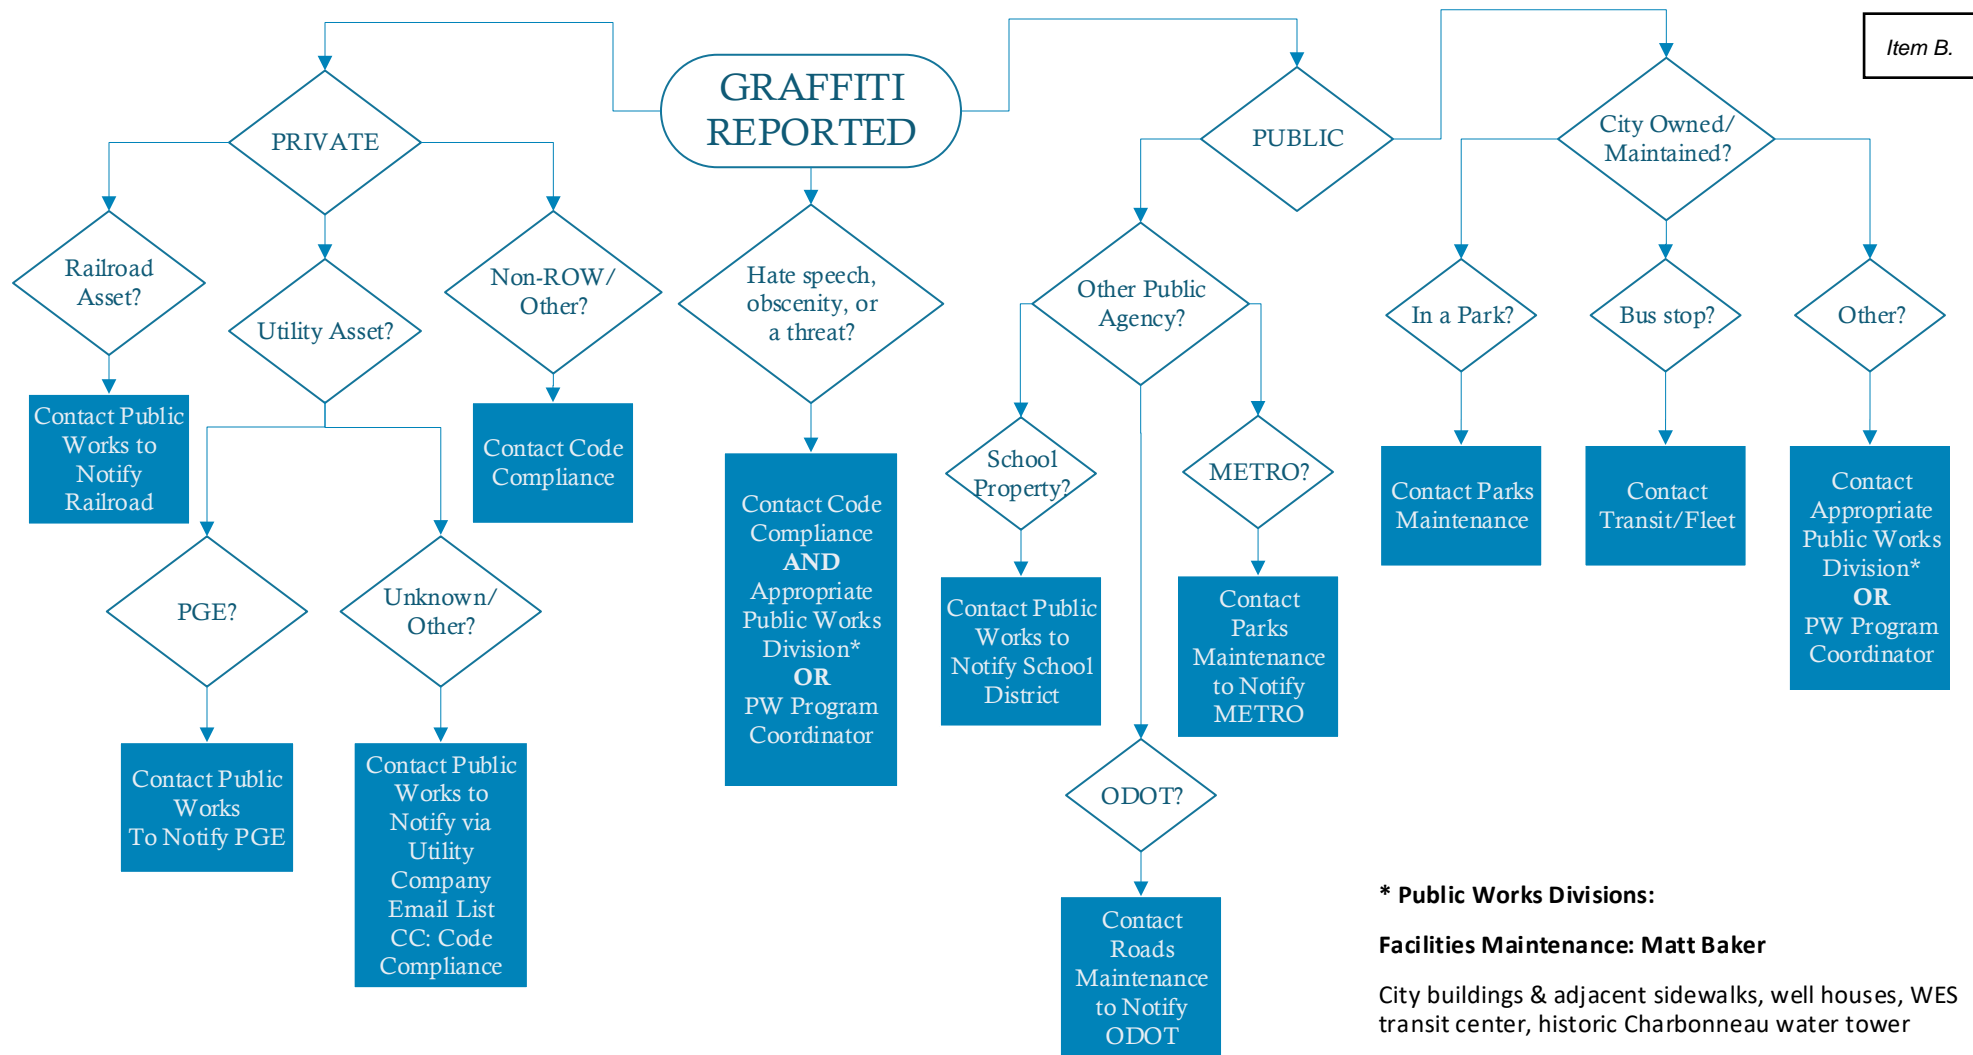 Item B.
GRAFFITI
REPORTED
PRIVATE
PUBLIC
City Owned/
Maintained?
Railroad
Asset?
Utility Asset?
Non-ROW/
Other?
Hate speech,
obscenity, or
a threat?
Other Public
Agency?
In a Park?
Bus stop?
Other?
Contact Public
Works to
Notify
Railroad
Contact Code
Compliance
PGE?
Unknown/
Other?
Contact Public
Works
To Notify PGE
Contact Public
Works to
Notify via
Utility
Company
Email List
CC: Code
Compliance
Contact Code
Compliance
AND
Appropriate
Public Works
Division*
OR
PW Program
Coordinator
School
Property?
METRO?
Contact Public
Works to
Notify School
District
Contact
Parks
Maintenance
to Notify
METRO
ODOT?
Contact
Roads
Maintenance
to Notify
ODOT
Contact Parks
Maintenance
Contact
Transit/Fleet
Contact
Appropriate
Public Works
Division*
OR
PW Program
Coordinator
* Public Works Divisions:
Facilities Maintenance: Matt Baker
City buildings & adjacent sidewalks, well houses, WES
transit center, historic Charbonneau water tower